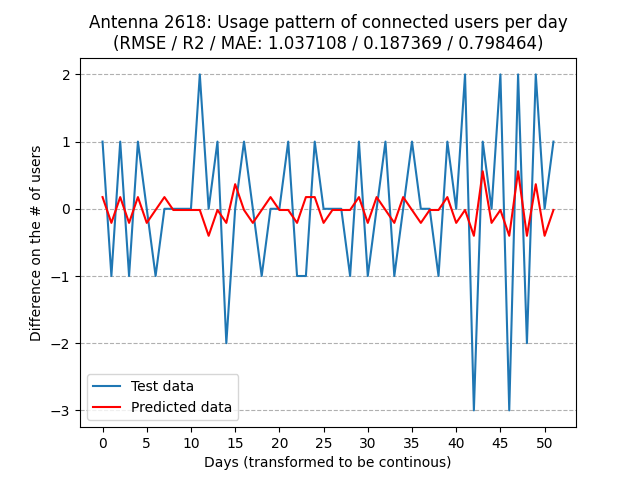 Antenna 2618: Usage pattern of connected users per day
(RMSE / R2 / MAE: 1.037108 / 0.187369 / 0.798464)
Difference on the # of users
2
1
0
−1
−2
−3
Test data
Predicted data
0 5 10 15 20 25 30 35 40 45 50
Days (transformed to be continous)